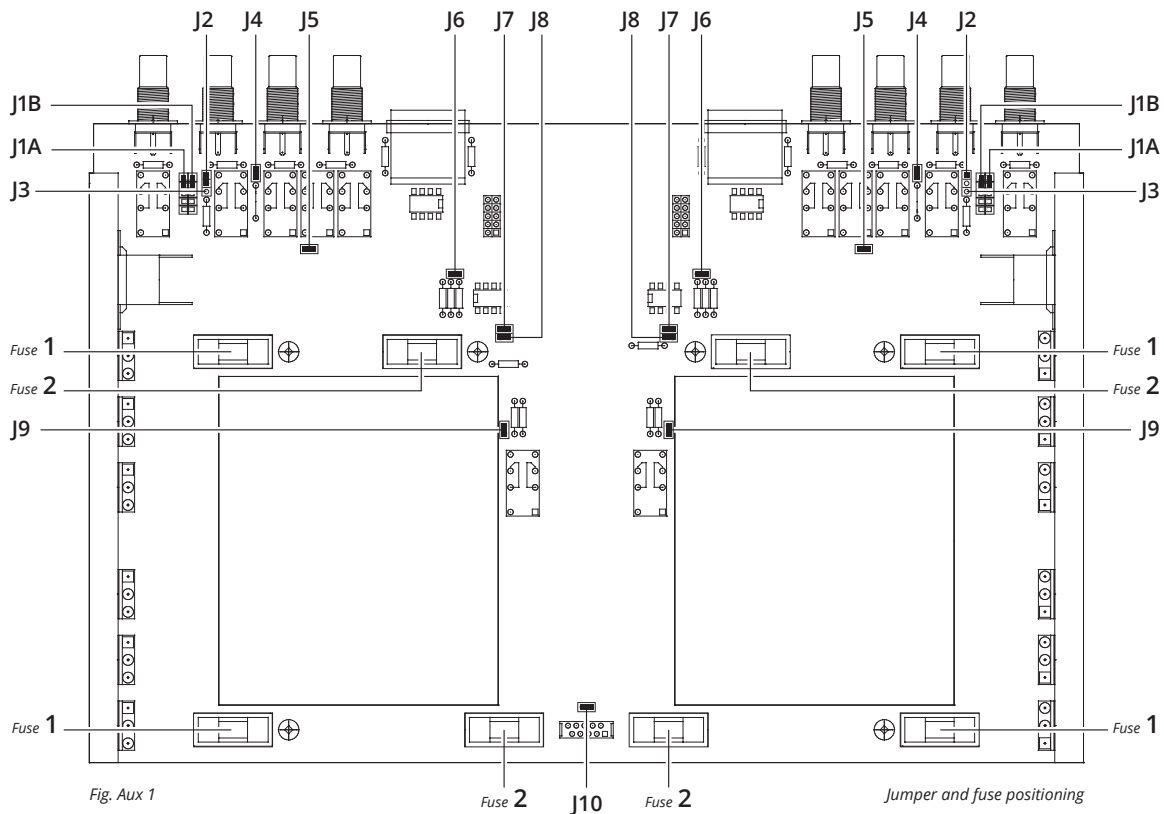 J2 J4 J5 J6 J7 J8 J8 J7 J6 J5 J4 J2
J1B J1B
J1A J1A
J3 J3
Fuse 1 Fuse 1
Fuse 2 Fuse 2
J9 J9
Fuse 1 Fuse 1
Fig. Aux 1 Fuse 2 J10 Fuse 2 Jumper and fuse positioning